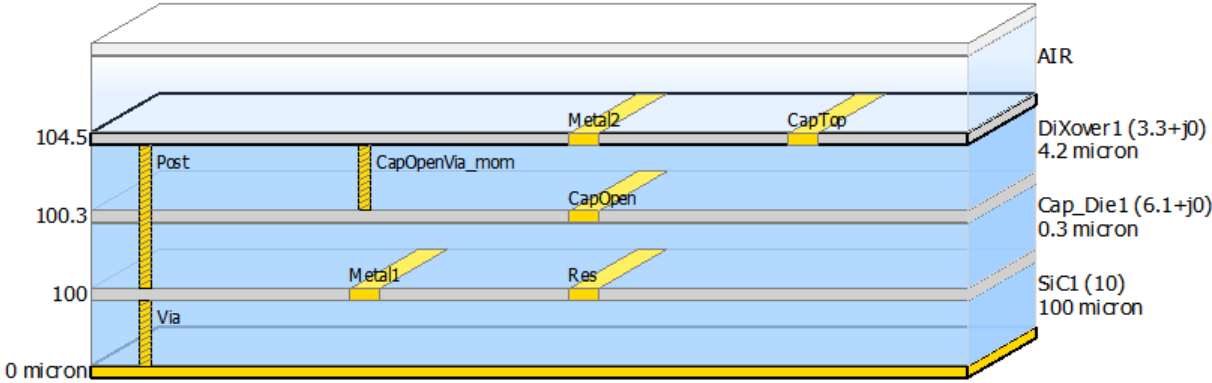 AIR
Metal2
CapTop
104.5
DiXover1 (3.3+j0)
4.2 micron
Post
CapOpenVia_mom
CapOpen
100.3
Cap_Die1 (6.1+j0)
0.3 micron
Metal1
Res
100
SiC1 (10)
100 micron
Via
0 micron